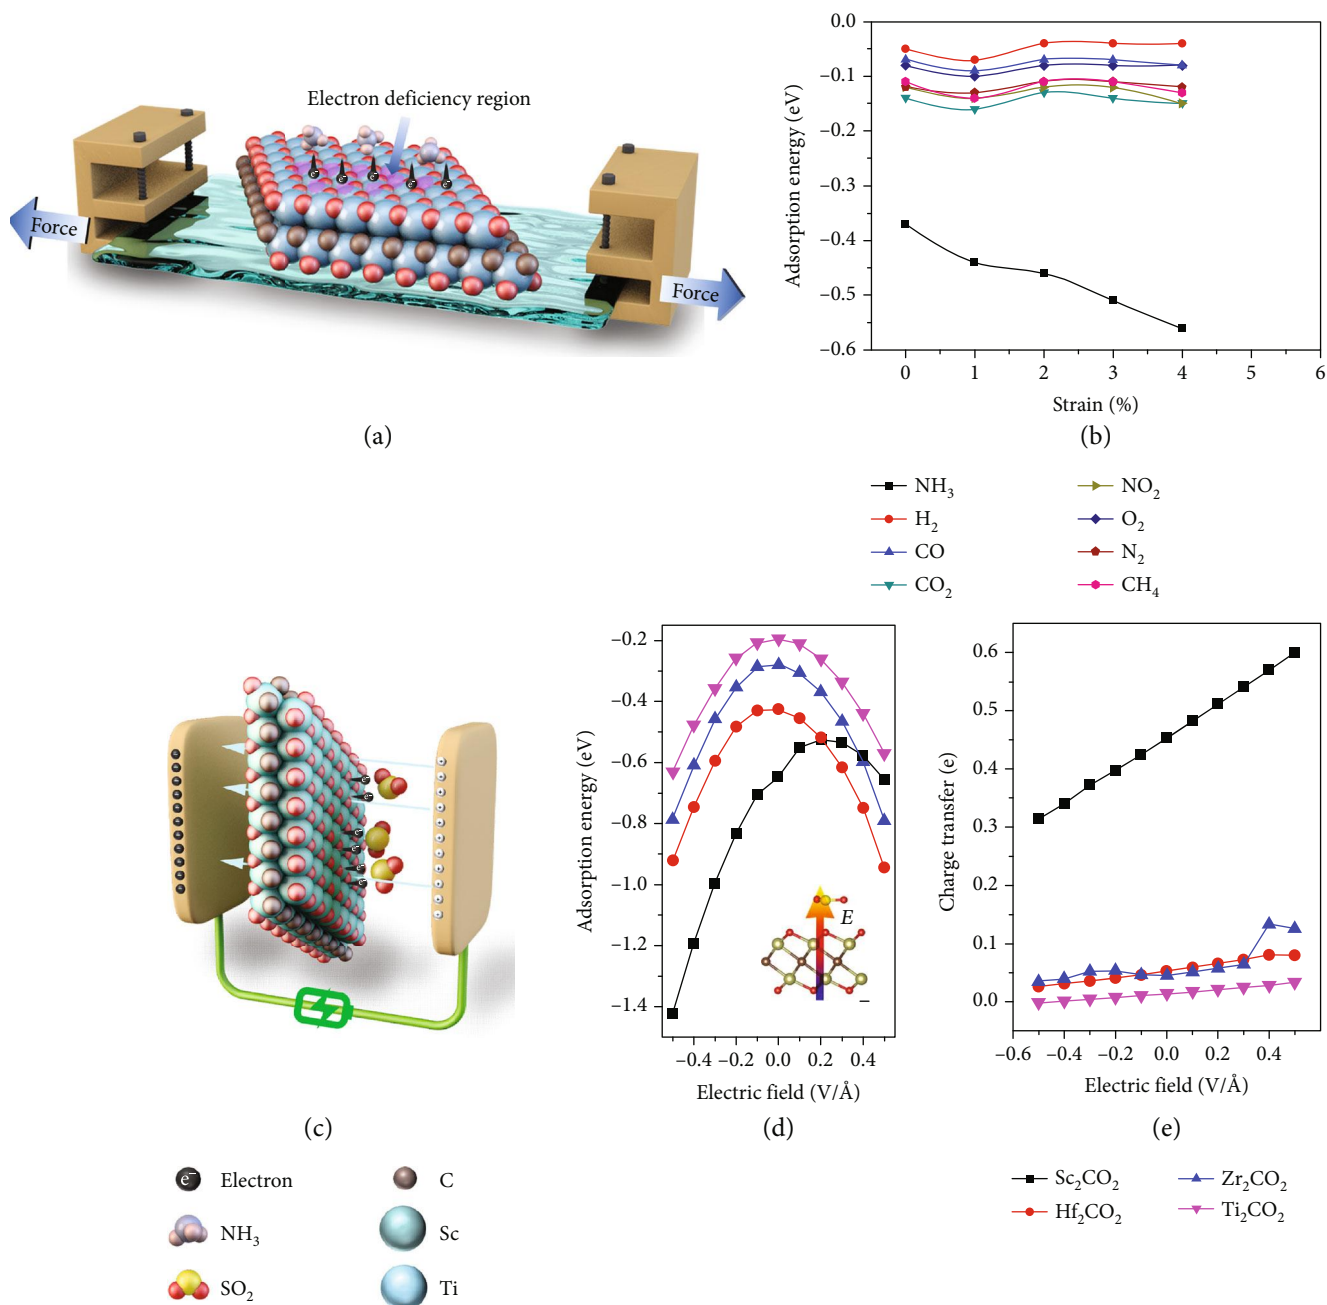 Electron deficiency region
e⁻ e⁻ e⁻ e⁻ e⁻
Force
Force
(a)
Adsorption energy (eV)
0.0
−0.1
−0.2
−0.3
−0.4
−0.5
−0.6
0 1 2 3 4 5 6
Strain (%)
(b)
NH₃
H₂
CO
CO₂
NO₂
O₂
N₂
CH₄
e⁻
e⁻
e⁻
e⁻
e⁻
e⁻
(c)
Adsorption energy (eV)
−0.2
−0.4
−0.6
−0.8
−1.0
−1.2
−1.4
E
−
−0.4 −0.2 0.0 0.2 0.4
Electric field (V/Å)
(d)
Charge transfer (e)
0.6
0.5
0.4
0.3
0.2
0.1
0.0
−0.6 −0.4 −0.2 0.0 0.2 0.4
Electric field (V/Å)
(e)
e⁻ Electron
NH₃
SO₂
C
Sc
Ti
Sc₂CO₂
Hf₂CO₂
Zr₂CO₂
Ti₂CO₂